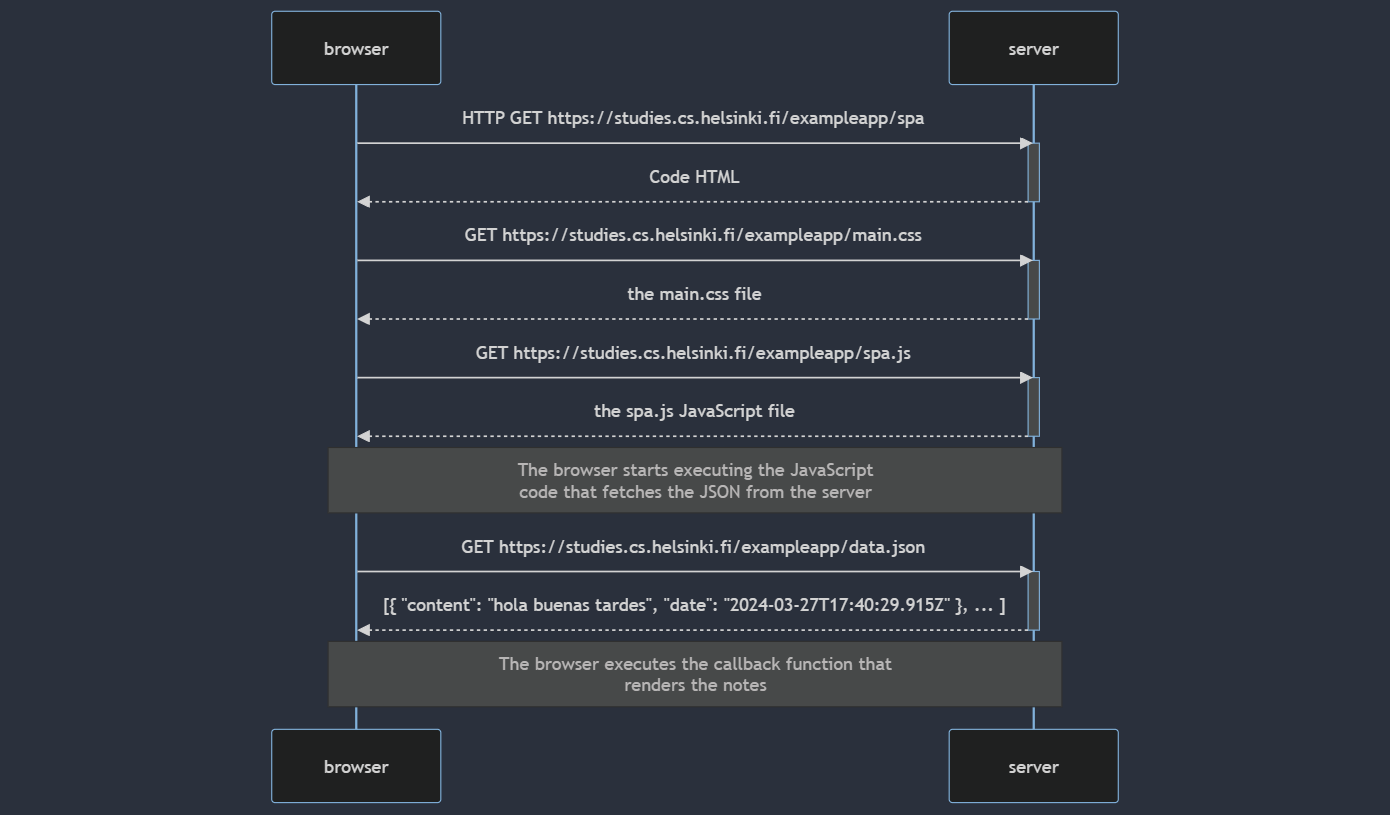 browser
server
HTTP GET https://studies.cs.helsinki.fi/exampleapp/spa
Code HTML
GET https://studies.cs.helsinki.fi/exampleapp/main.css
the main.css file
GET https://studies.cs.helsinki.fi/exampleapp/spa.js
the spa.js JavaScript file
The browser starts executing the JavaScript
code that fetches the JSON from the server
GET https://studies.cs.helsinki.fi/exampleapp/data.json
[{ "content": "hola buenas tardes", "date": "2024-03-27T17:40:29.915Z" }, ... ]
The browser executes the callback function that
renders the notes
browser
server